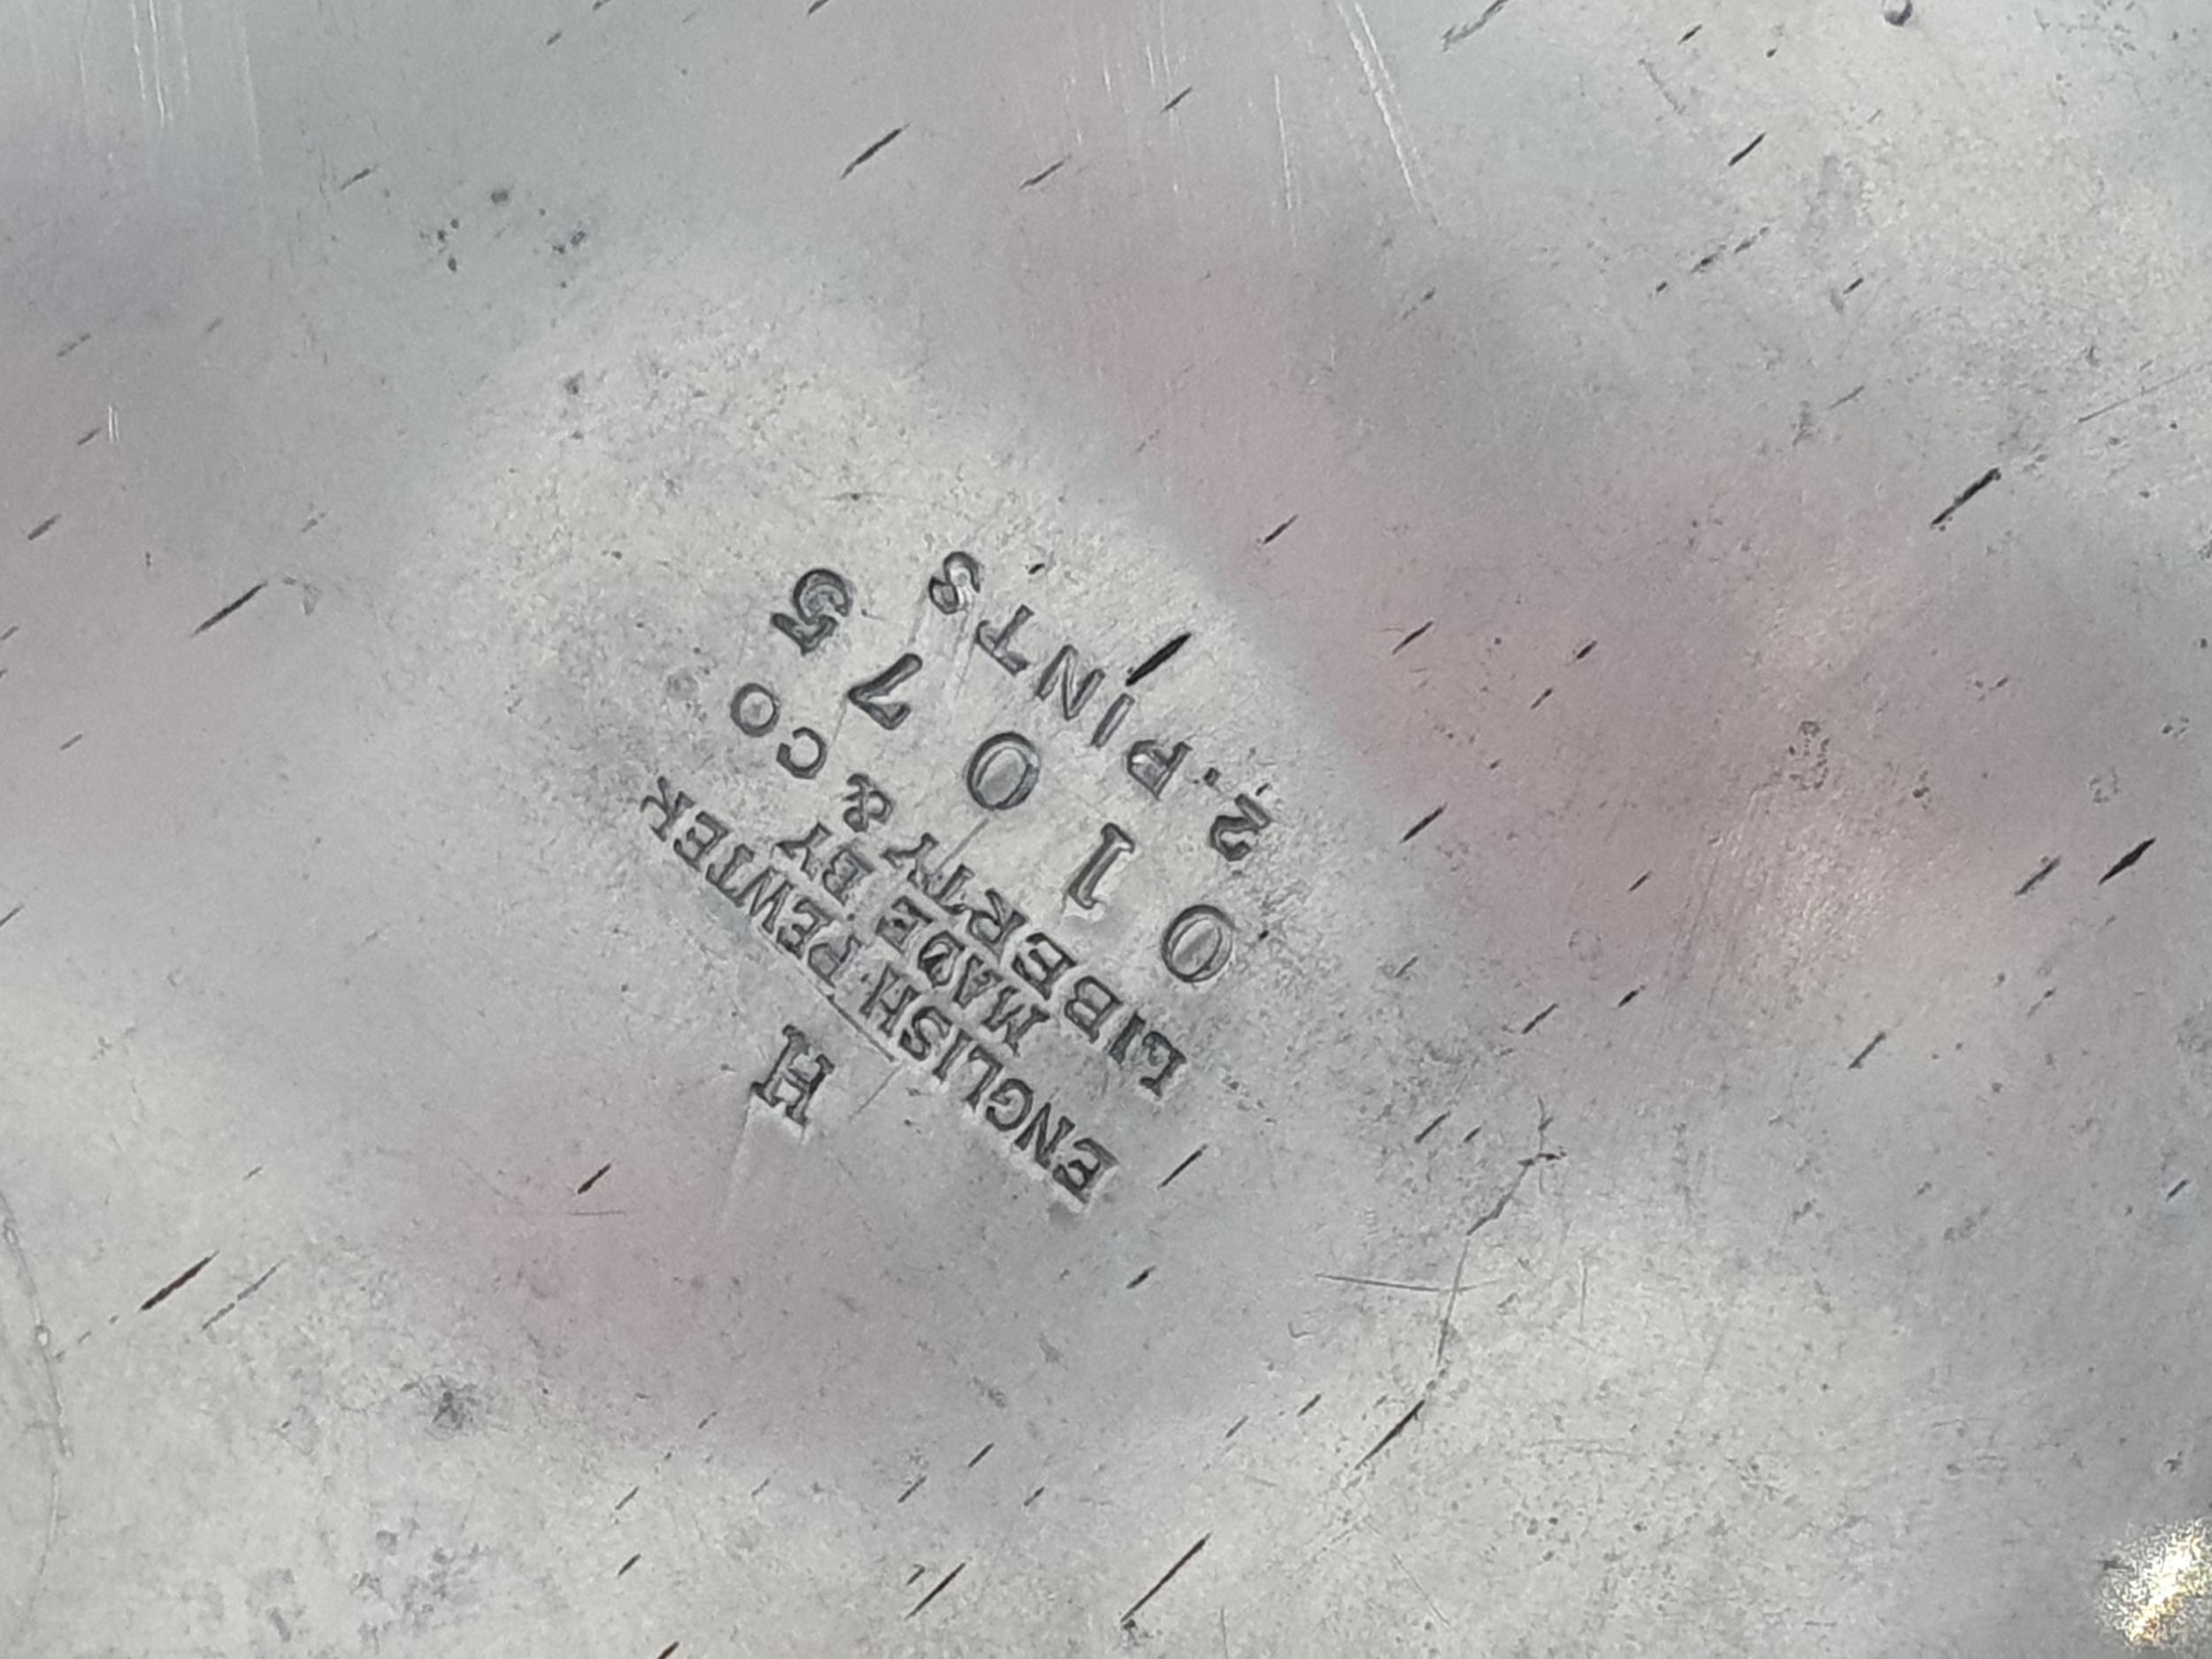 H
ENGLISH PEWTER
MADE BY
LIBERTY & CO
01075
2.PINTS